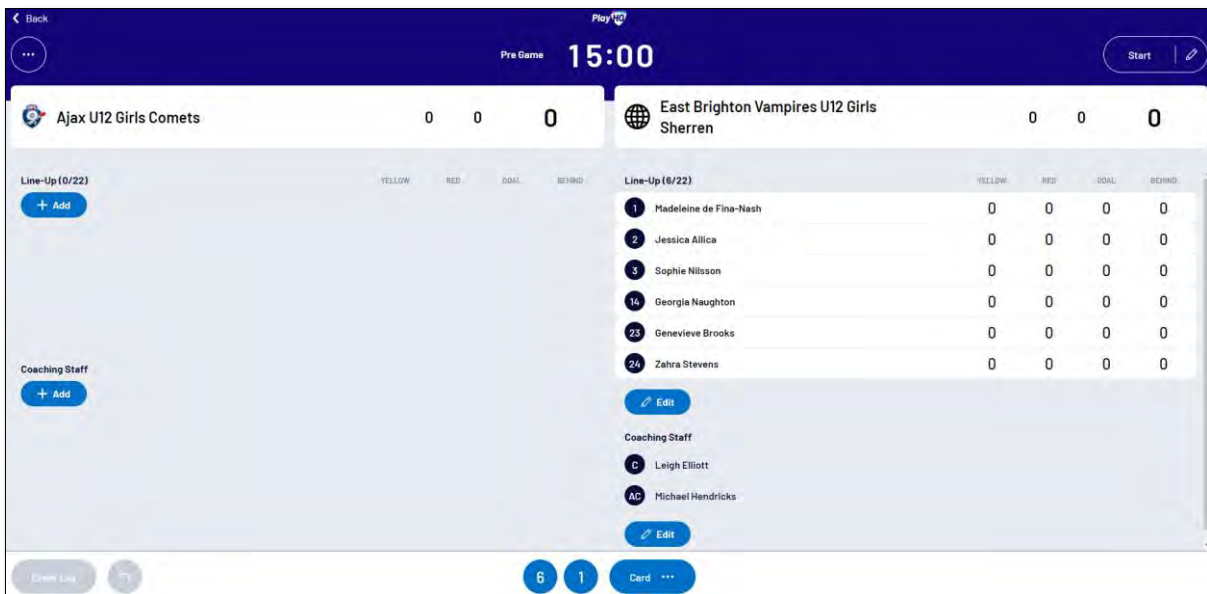 Back
PlayHQ
Pre Game 15:00
Start
Ajax U12 Girls Comets 0 0 0
East Brighton Vampires U12 Girls
Sherren 0 0 0
Line-Up (0/22) YELLOW RED GOAL BEHIND
+ Add
Coaching Staff
+ Add
Line-Up (6/22) YELLOW RED GOAL BEHIND
1 Madeleine de Fina-Nash 0 0 0 0
2 Jessica Allica 0 0 0 0
3 Sophie Nilsson 0 0 0 0
14 Georgia Naughton 0 0 0 0
23 Genevieve Brooks 0 0 0 0
24 Zahra Stevens 0 0 0 0
Edit
Coaching Staff
C Leigh Elliott
AC Michael Hendricks
Edit
6 1 Card ...